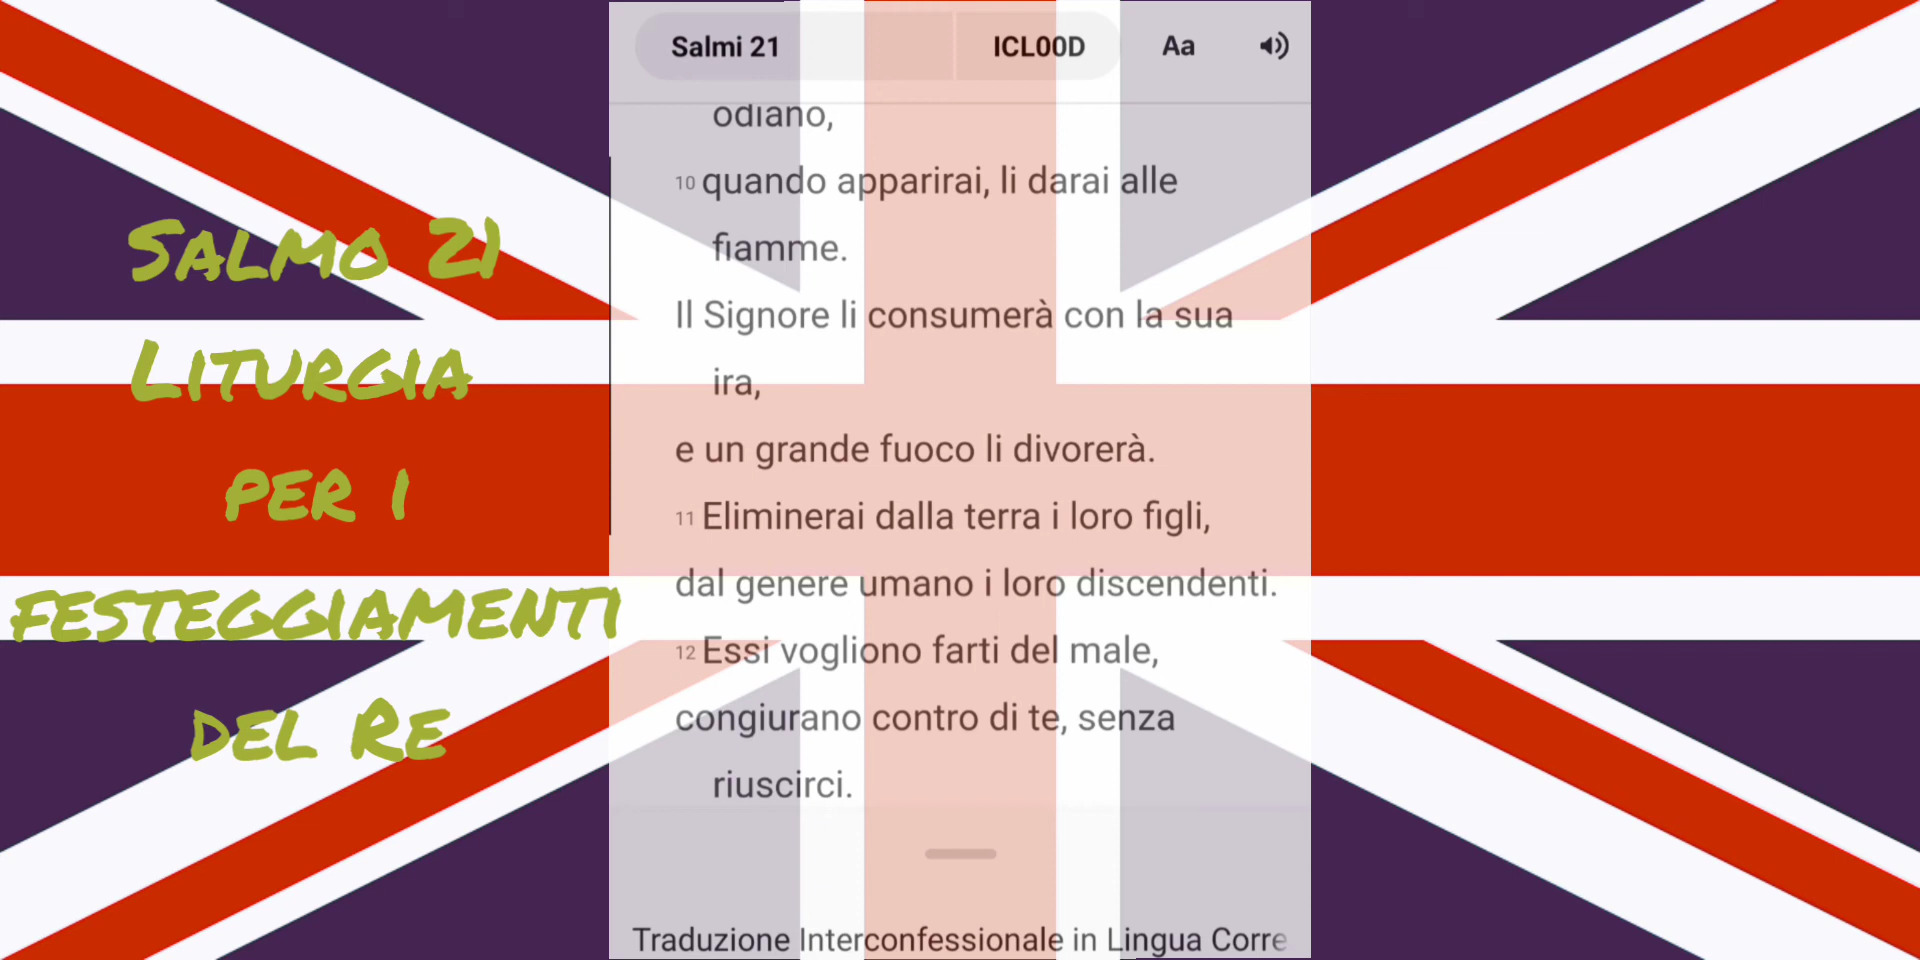 Salmo 21
Liturgia
per i
festeggiamenti
del Re
Salmi 21 ICL00D Aa
odiano,
10 quando apparirai, li darai alle
fiamme.
Il Signore li consumerà con la sua
ira,
e un grande fuoco li divorerà.
11 Eliminerai dalla terra i loro figli,
dal genere umano i loro discendenti.
12 Essi vogliono farti del male,
congiurano contro di te, senza
riuscirci.
Traduzione Interconfessionale in Lingua Corre